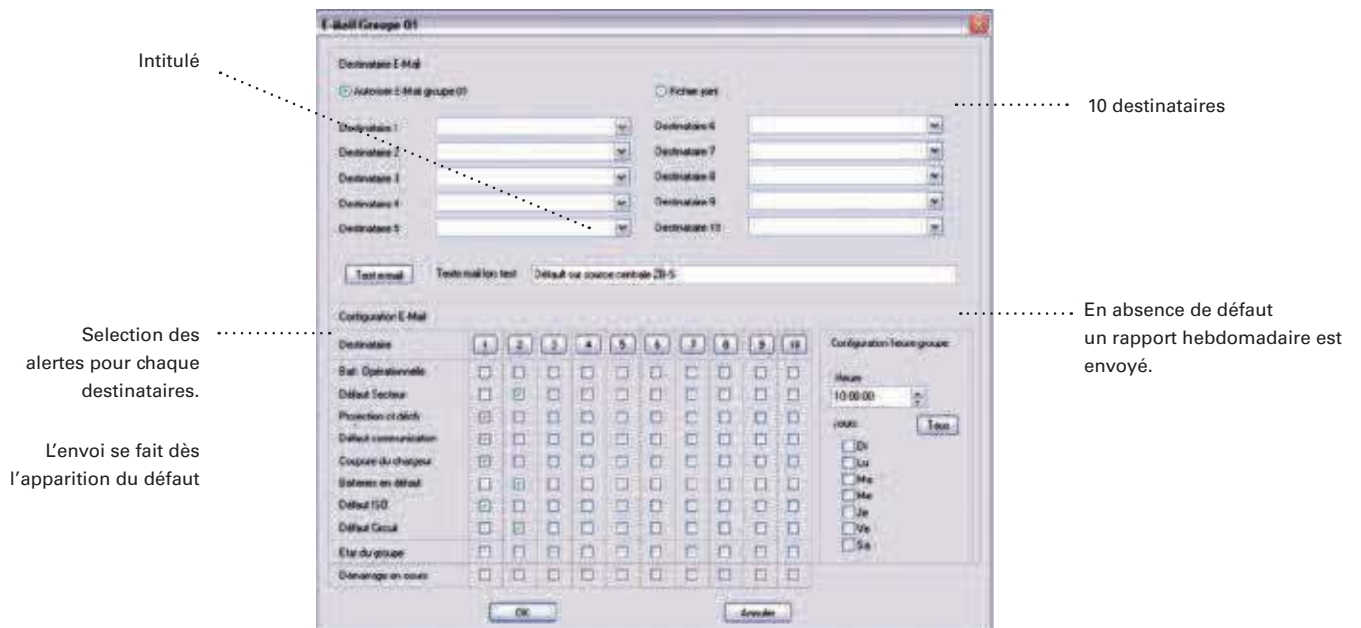 E-Mail Groupe 01
Intitulé
Destinataire E-Mail
Autoriser E-Mail groupe 01
Fichier joint
10 destinataires
Destinataire 1
Destinataire 6
Destinataire 2
Destinataire 7
Destinataire 3
Destinataire 8
Destinataire 4
Destinataire 9
Destinataire 5
Destinataire 10
Test e-mail
Texte mail lors test
Défaut sur source centrale ZB-S
Configuration E-Mail
En absence de défaut
un rapport hebdomadaire est
envoyé.
Selection des
alertes pour chaque
destinataires.
L'envoi se fait dès
l'apparition du défaut
Destinataire
1 2 3 4 5 6 7 8 9 10
Configuration heure groupe
Batt. Opérationnelle
Heure
Défaut Secteur
10:00:00
Protection ct déch
Jours
Tous
Défaut communication
Di
Coupure du chargeur
Lu
Batteries en défaut
Ma
Me
Défaut ISO
Je
Défaut Circuit
Ve
Sa
Etat du groupe
Démarrage en cours
OK
Annuler